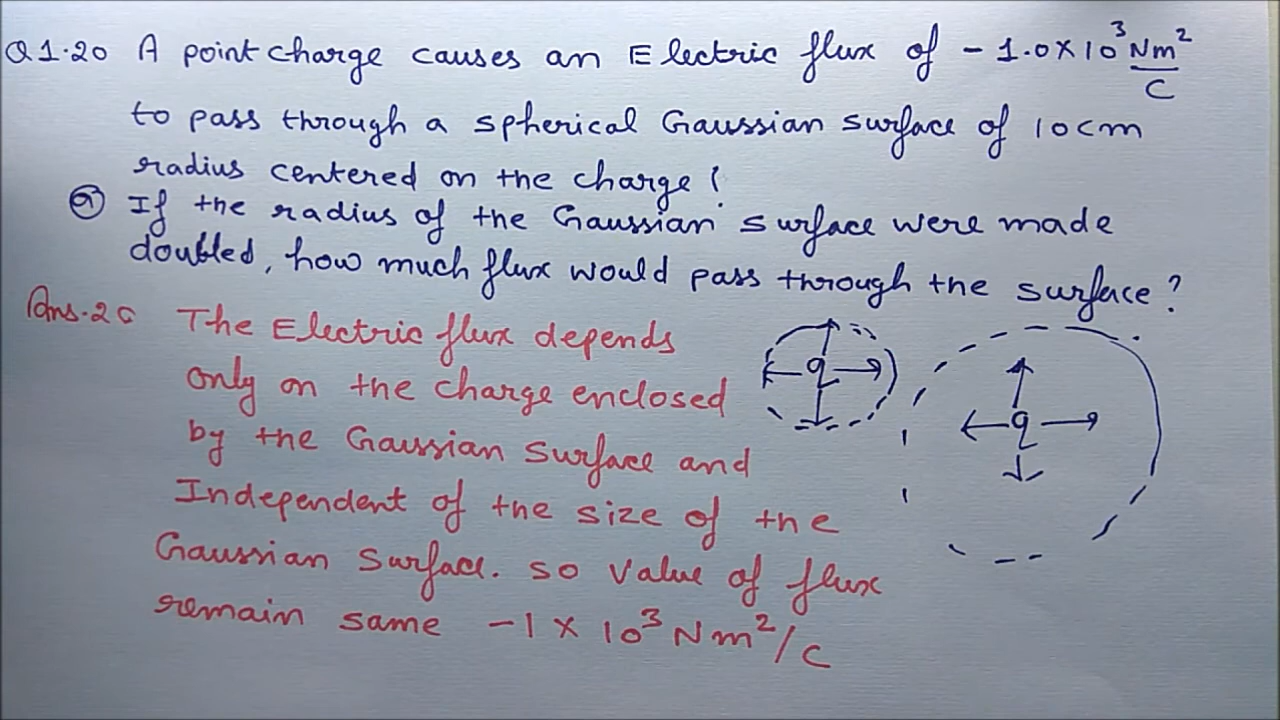 Q1.20 A point charge causes an Electric flux of -1.0×10³ Nm²/C
to pass through a spherical Gaussian surface of 10cm
radius centered on the charge!
ⓐ If the radius of the Gaussian surface were made
doubled, how much flux would pass through the surface?
Ans.20 The Electric flux depends
only on the charge enclosed
by the Gaussian Surface and
Independent of the size of the
Gaussian Surface. so Value of flux
remain same -1 × 10³ Nm²/C
q
q